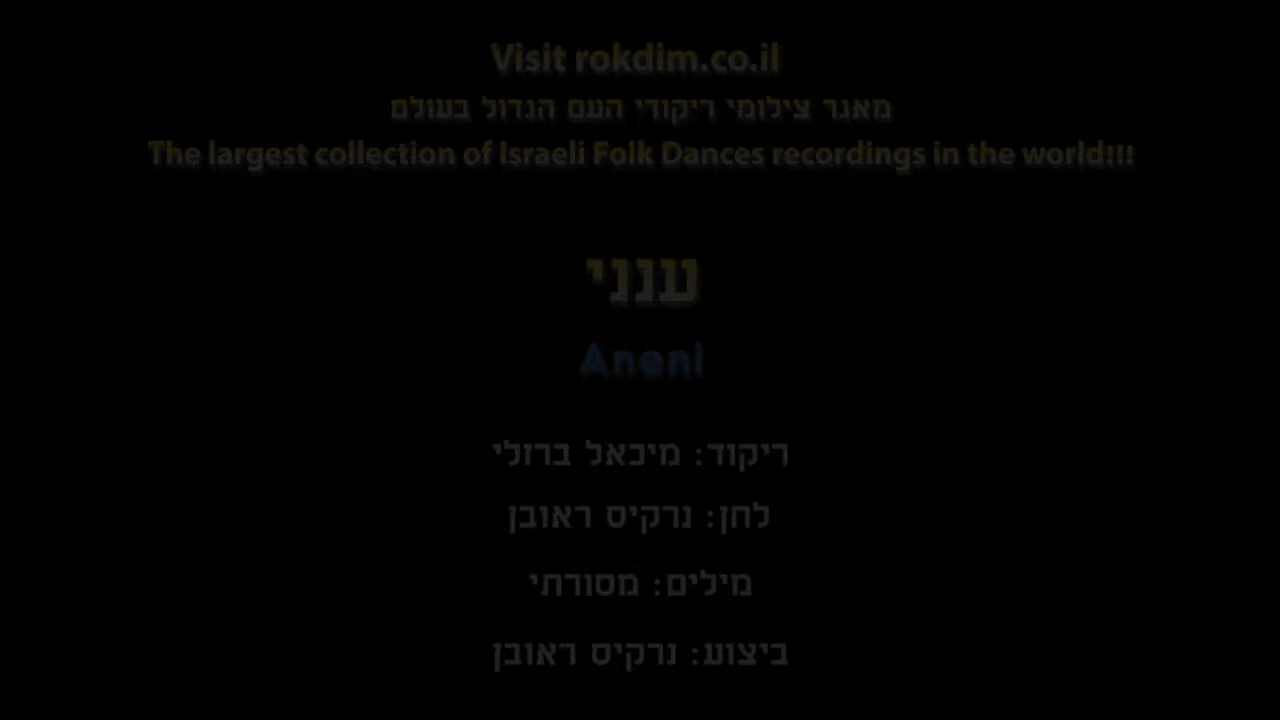 Visit rokdim.co.il
מאגר צילומי ריקודי העם הגדול בעולם
The largest collection of Israeli Folk Dances recordings in the world!!!
ענני
Aneni
ריקוד: מיכאל ברזלי
לחן: נרקיס ראובן
מילים: מסורתי
ביצוע: נרקיס ראובן